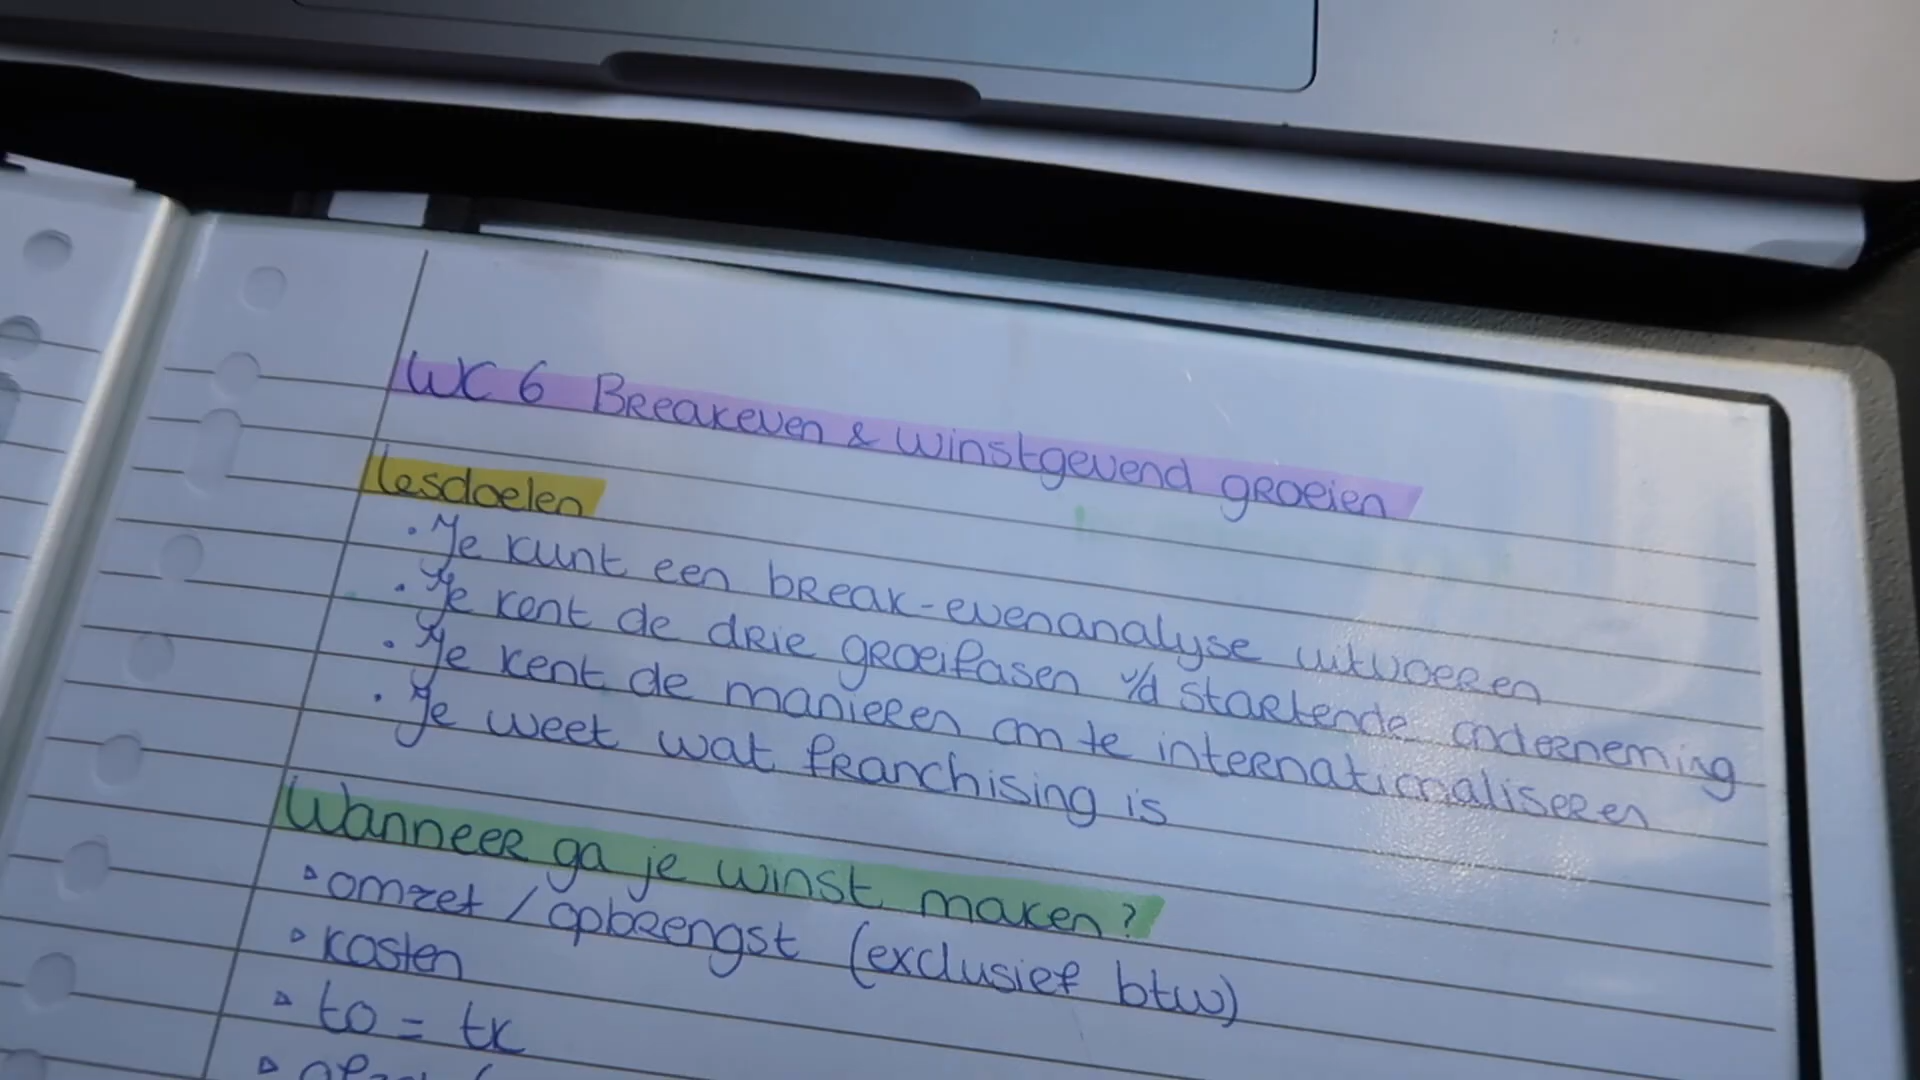 WC 6 Breakeven & winstgevend groeien
lesdoelen
· Je kunt een break-evenanalyse uitvoeren
· Je kent de drie groeifasen v/d startende onderneming
· Je kent de manieren om te internationaliseren
· Je weet wat franchising is
Wanneer ga je winst maken?
▹ omzet / opbrengst (exclusief btw)
▹ kosten
▹ to = tk